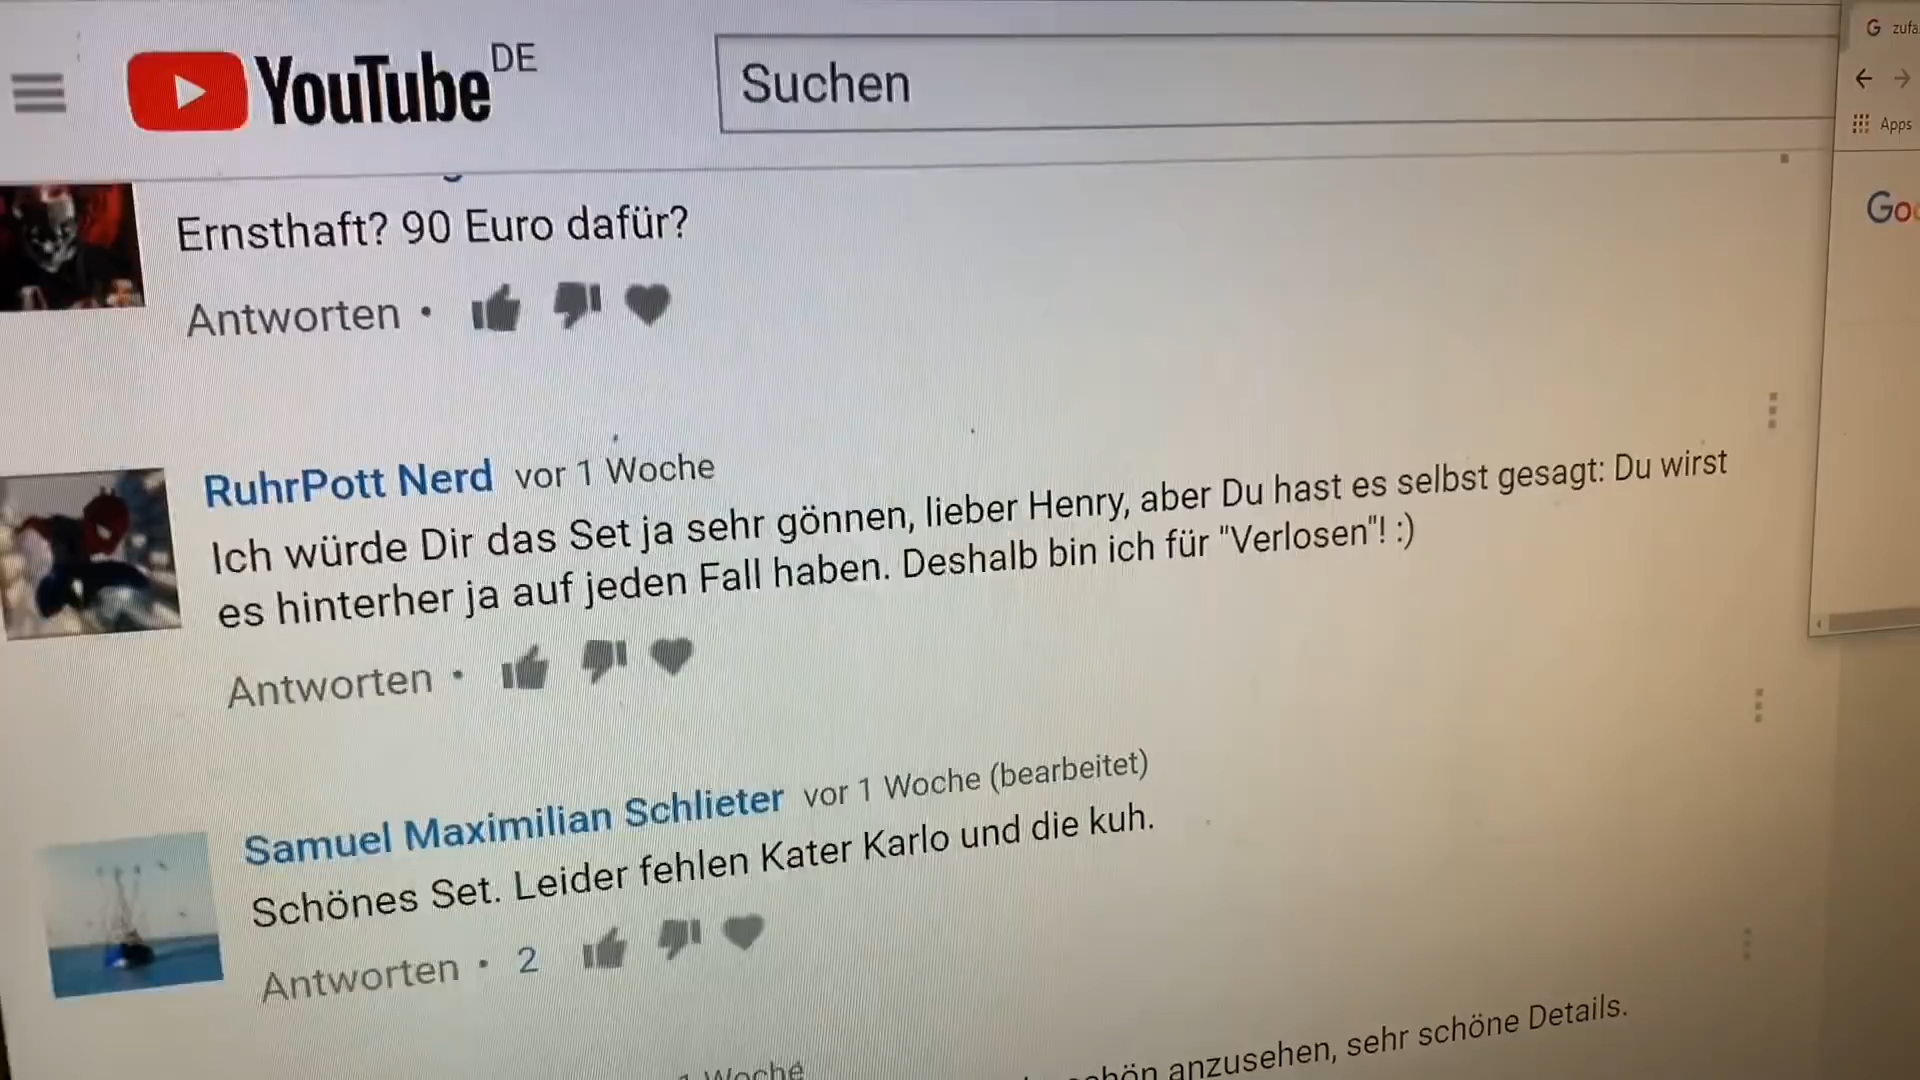 YouTube DE
Suchen
G zufa
Apps
Goo
Ernsthaft? 90 Euro dafür?
Antworten •
RuhrPott Nerd vor 1 Woche
Ich würde Dir das Set ja sehr gönnen, lieber Henry, aber Du hast es selbst gesagt: Du wirst
es hinterher ja auf jeden Fall haben. Deshalb bin ich für "Verlosen"! :)
Antworten •
Samuel Maximilian Schlieter vor 1 Woche (bearbeitet)
Schönes Set. Leider fehlen Kater Karlo und die kuh.
Antworten • 2
1 Woche
schön anzusehen, sehr schöne Details.